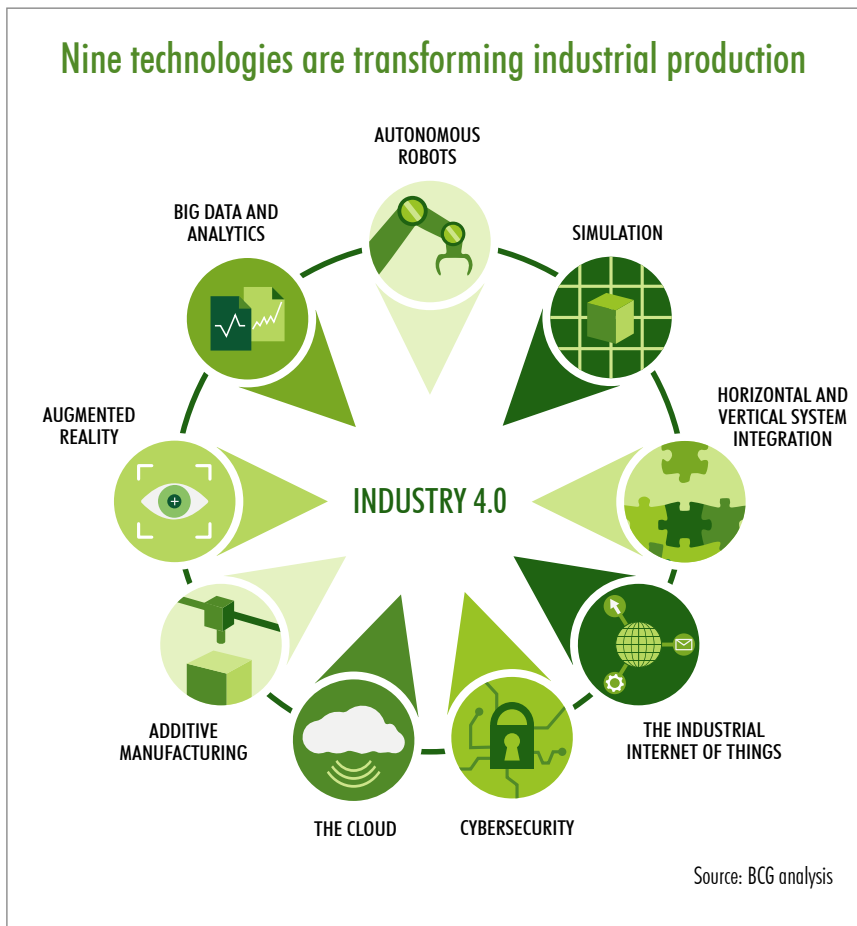 Nine technologies are transforming industrial production
AUTONOMOUS
ROBOTS
SIMULATION
HORIZONTAL AND
VERTICAL SYSTEM
INTEGRATION
THE INDUSTRIAL
INTERNET OF THINGS
CYBERSECURITY
THE CLOUD
ADDITIVE
MANUFACTURING
AUGMENTED
REALITY
BIG DATA AND
ANALYTICS
INDUSTRY 4.0
Source: BCG analysis